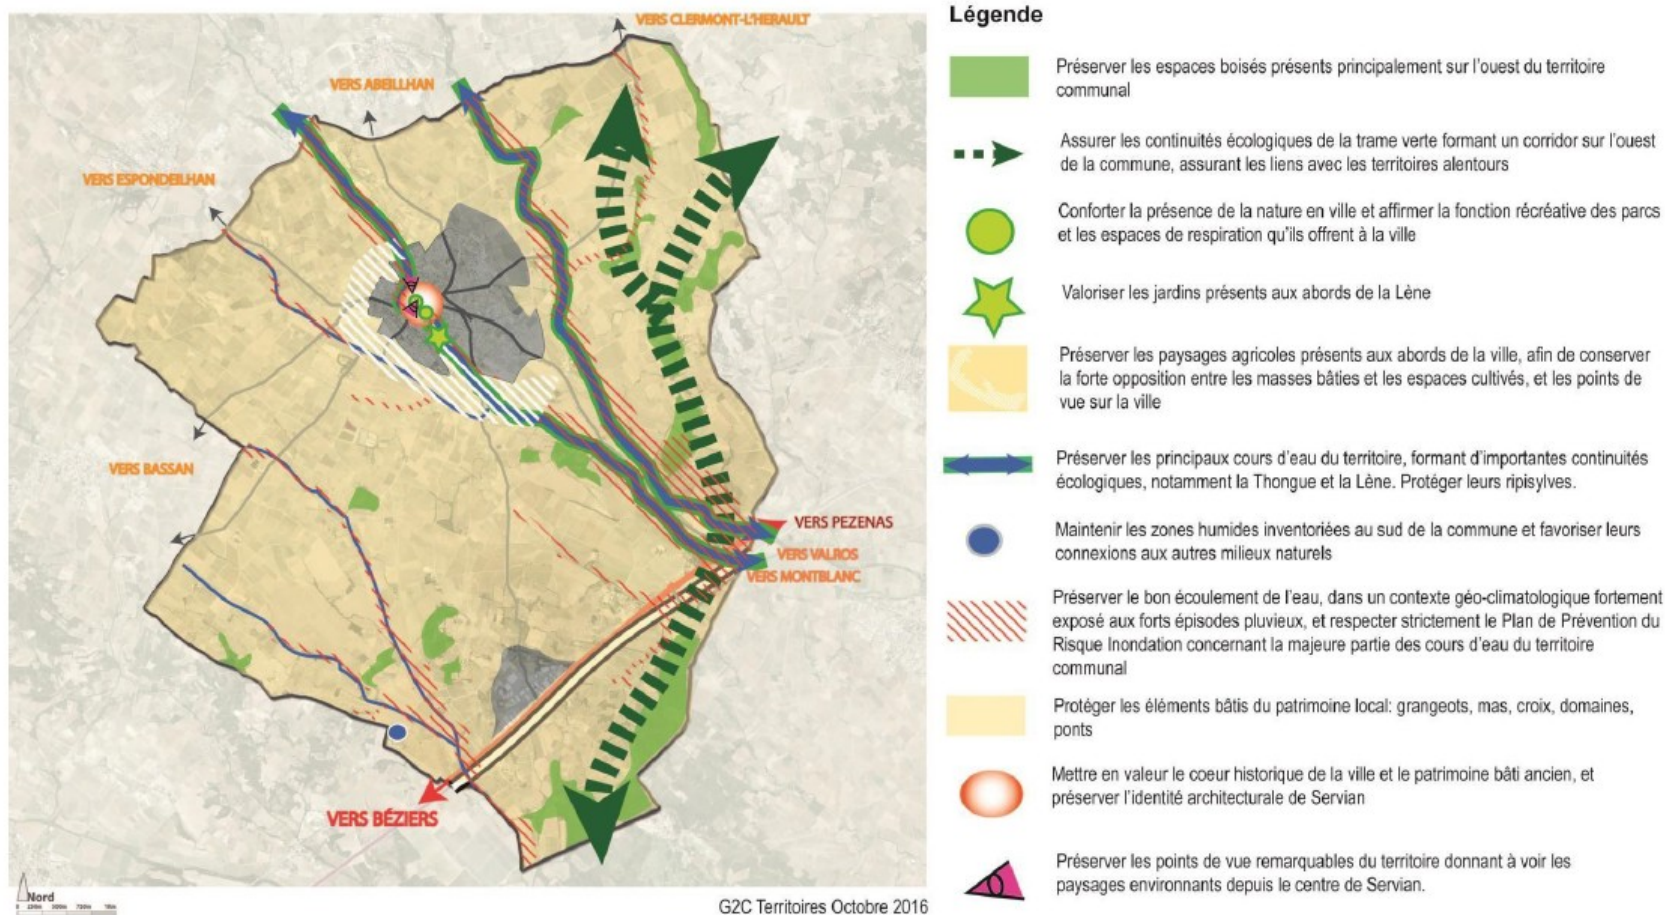 VERS CLERMONT-L'HERAULT
VERS ABEILLHAN
VERS ESPONDEILHAN
VERS BASSAN
VERS PEZENAS
VERS VALROS
VERS MONTBLANC
VERS BÉZIERS
Nord
G2C Territoires Octobre 2016
Légende
Préserver les espaces boisés présents principalement sur l'ouest du territoire
communal
Assurer les continuités écologiques de la trame verte formant un corridor sur l'ouest
de la commune, assurant les liens avec les territoires alentours
Conforter la présence de la nature en ville et affirmer la fonction récréative des parcs
et les espaces de respiration qu'ils offrent à la ville
Valoriser les jardins présents aux abords de la Lène
Préserver les paysages agricoles présents aux abords de la ville, afin de conserver
la forte opposition entre les masses bâties et les espaces cultivés, et les points de
vue sur la ville
Préserver les principaux cours d'eau du territoire, formant d'importantes continuités
écologiques, notamment la Thongue et la Lène. Protéger leurs ripisylves.
Maintenir les zones humides inventoriées au sud de la commune et favoriser leurs
connexions aux autres milieux naturels
Préserver le bon écoulement de l'eau, dans un contexte géo-climatologique fortement
exposé aux forts épisodes pluvieux, et respecter strictement le Plan de Prévention du
Risque Inondation concernant la majeure partie des cours d'eau du territoire
communal
Protéger les éléments bâtis du patrimoine local: grangeots, mas, croix, domaines,
ponts
Mettre en valeur le coeur historique de la ville et le patrimoine bâti ancien, et
préserver l'identité architecturale de Servian
Préserver les points de vue remarquables du territoire donnant à voir les
paysages environnants depuis le centre de Servian.